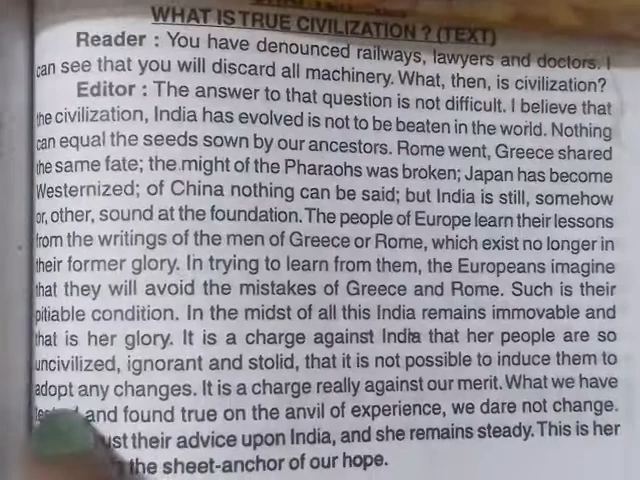 WHAT IS TRUE CIVILIZATION ? (TEXT)
Reader : You have denounced railways, lawyers and doctors. I
can see that you will discard all machinery. What, then, is civilization?
Editor : The answer to that question is not difficult. I believe that
the civilization, India has evolved is not to be beaten in the world. Nothing
can equal the seeds sown by our ancestors. Rome went, Greece shared
the same fate; the might of the Pharaohs was broken; Japan has become
Westernized; of China nothing can be said; but India is still, somehow
or, other, sound at the foundation. The people of Europe learn their lessons
from the writings of the men of Greece or Rome, which exist no longer in
their former glory. In trying to learn from them, the Europeans imagine
that they will avoid the mistakes of Greece and Rome. Such is their
pitiable condition. In the midst of all this India remains immovable and
that is her glory. It is a charge against India that her people are so
uncivilized, ignorant and stolid, that it is not possible to induce them to
adopt any changes. It is a charge really against our merit. What we have
and found true on the anvil of experience, we dare not change.
their advice upon India, and she remains steady. This is her
the sheet-anchor of our hope.